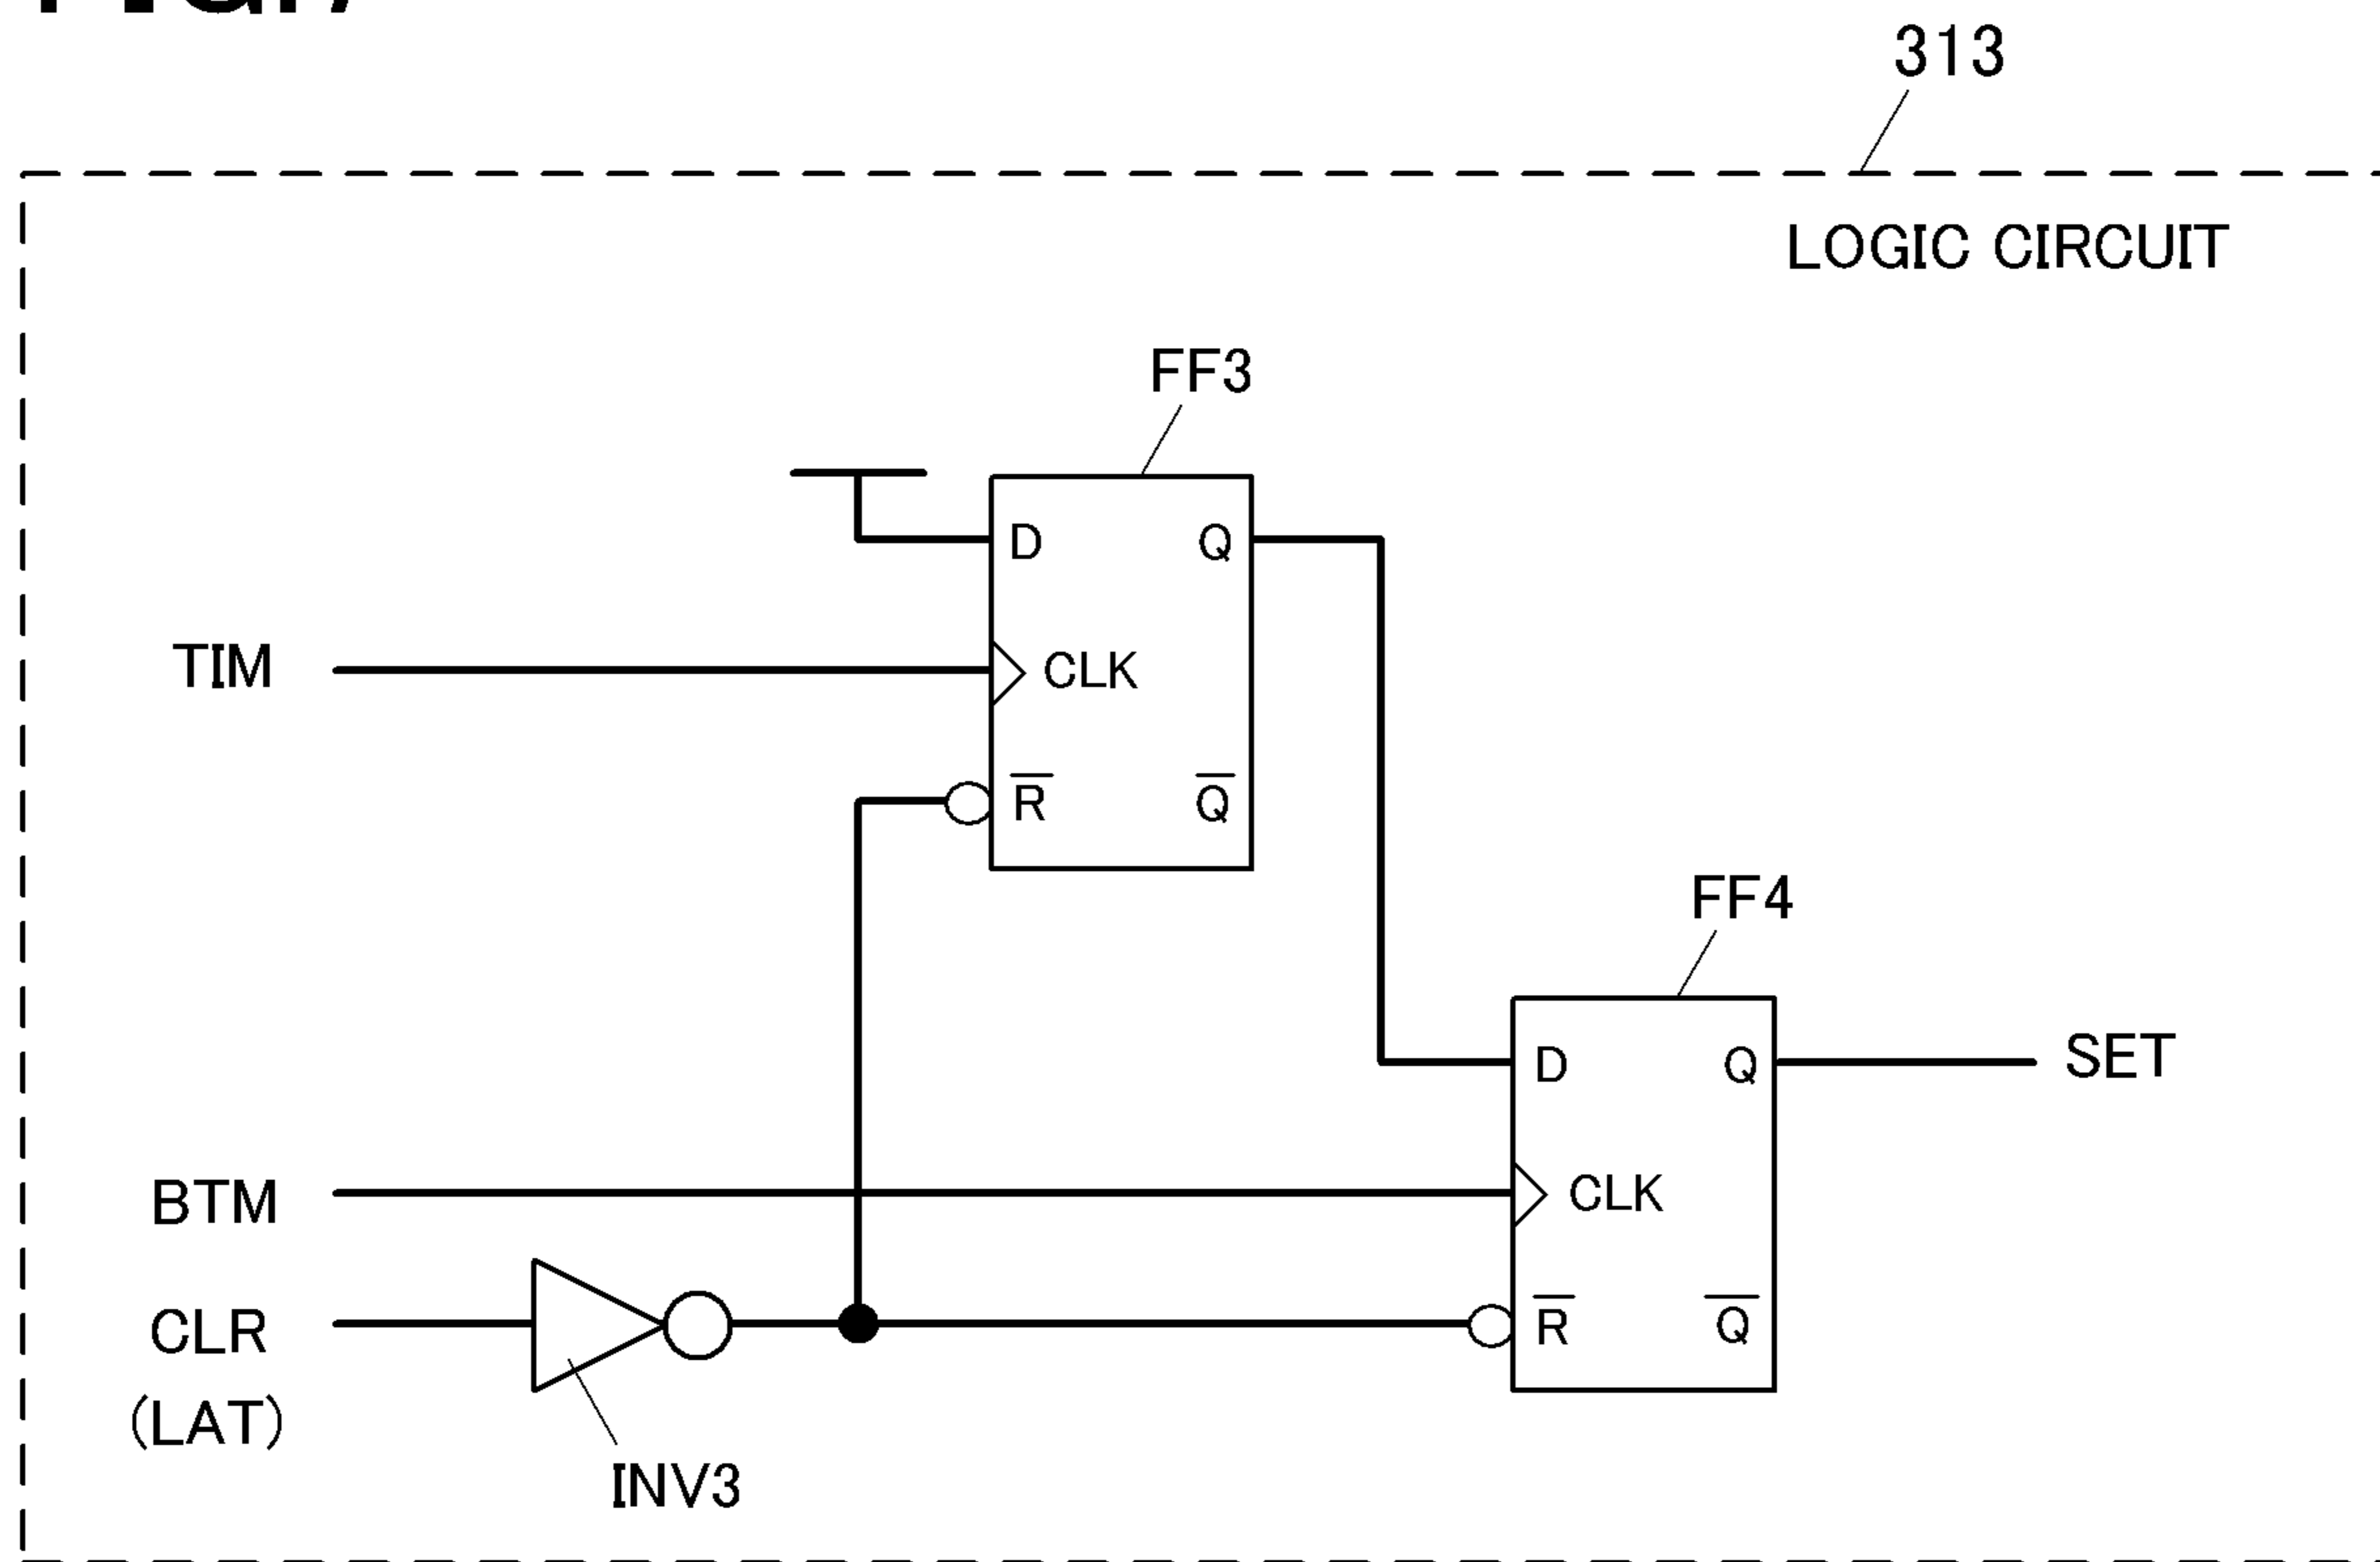 313
LOGIC CIRCUIT
FF3
D Q
TIM
CLK
R̅ Q̅
FF4
D Q
SET
BTM
CLK
CLR
R̅ Q̅
(LAT)
INV3